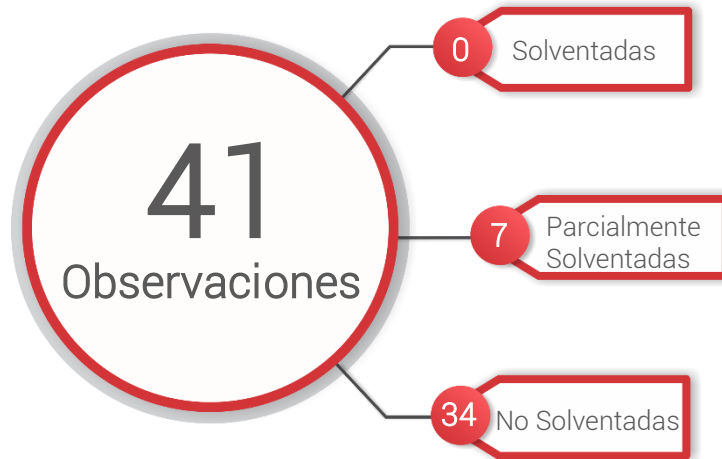 41
Observaciones
0
Solventadas
7
Parcialmente
Solventadas
34
No Solventadas